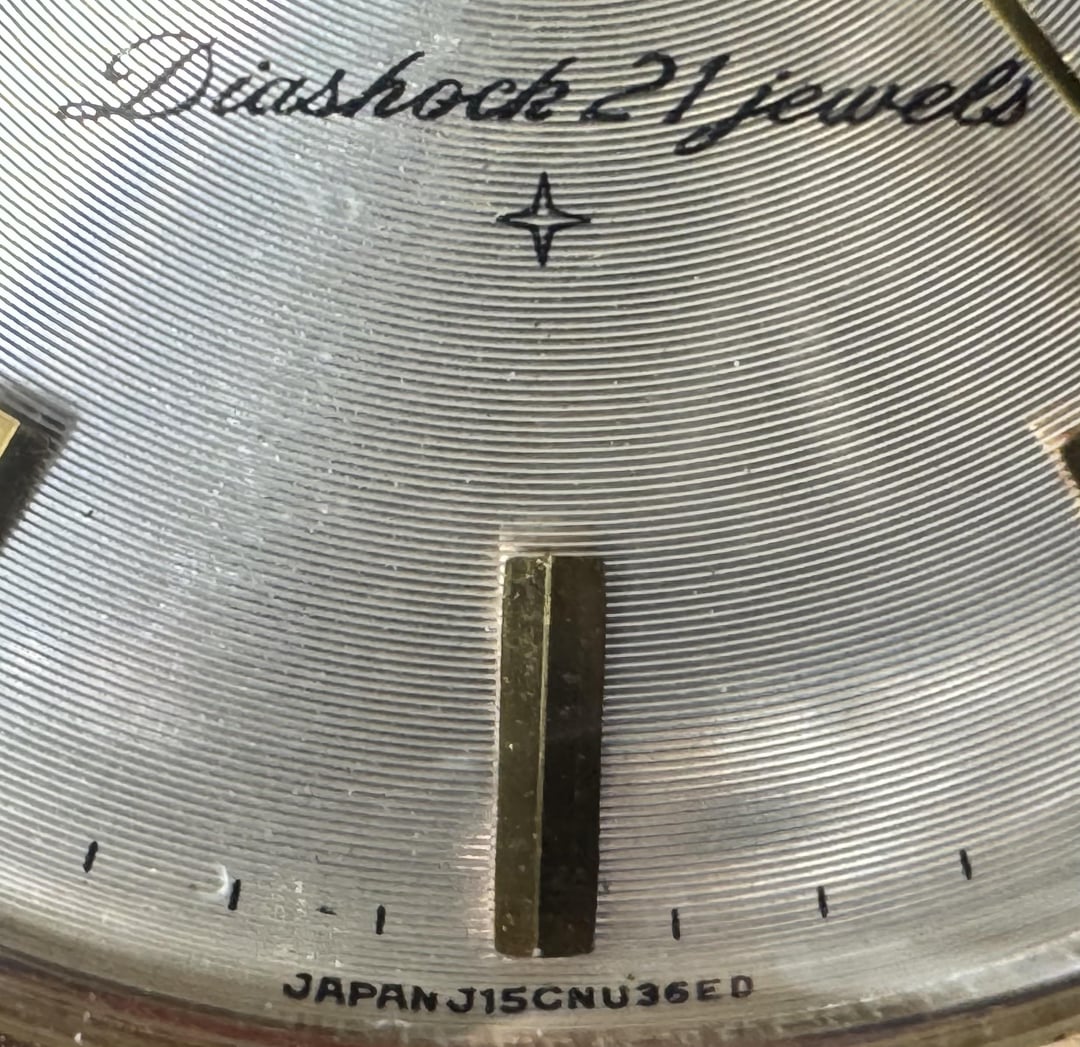 Diashock 21 jewels
JAPAN J15CNU36ED